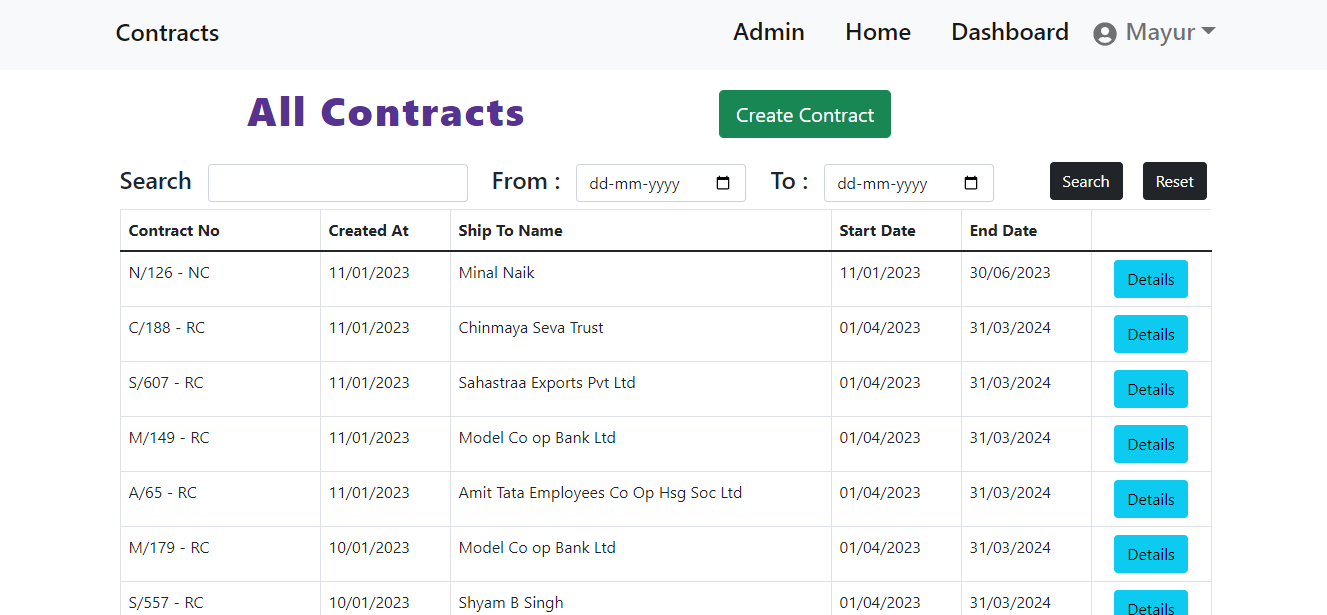 Contracts Admin Home Dashboard Mayur
All Contracts Create Contract
Search From : dd-mm-yyyy To : dd-mm-yyyy Search Reset
Contract No Created At Ship To Name Start Date End Date
N/126 - NC 11/01/2023 Minal Naik 11/01/2023 30/06/2023 Details
C/188 - RC 11/01/2023 Chinmaya Seva Trust 01/04/2023 31/03/2024 Details
S/607 - RC 11/01/2023 Sahastraa Exports Pvt Ltd 01/04/2023 31/03/2024 Details
M/149 - RC 11/01/2023 Model Co op Bank Ltd 01/04/2023 31/03/2024 Details
A/65 - RC 11/01/2023 Amit Tata Employees Co Op Hsg Soc Ltd 01/04/2023 31/03/2024 Details
M/179 - RC 10/01/2023 Model Co op Bank Ltd 01/04/2023 31/03/2024 Details
S/557 - RC 10/01/2023 Shyam B Singh 01/04/2023 31/03/2024 Details